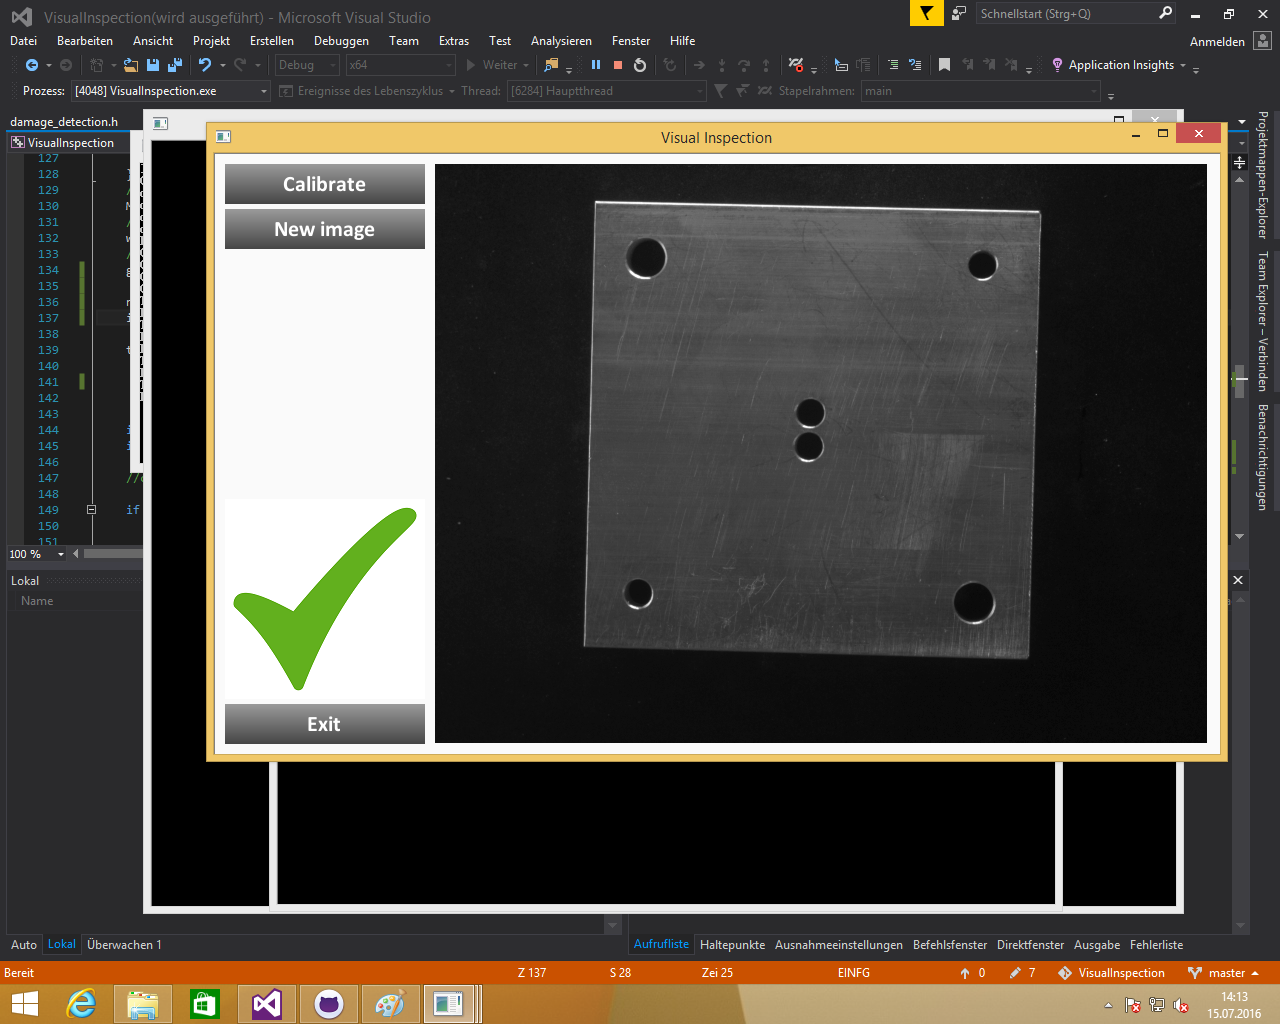 VisualInspection(wird ausgeführt) - Microsoft Visual Studio
Schnellstart (Strg+Q)
Datei Bearbeiten Ansicht Projekt Erstellen Debuggen Team Extras Test Analysieren Fenster Hilfe
Anmelden
Debug x64 Weiter Application Insights
Prozess: [4048] VisualInspection.exe Ereignisse des Lebenszyklus Thread: [6284] Hauptthread Stapelrahmen: main
damage_detection.h
VisualInspection
Visual Inspection
Calibrate
New image
Exit
127
128
129
130
131
132
133
134
135
136
137
138
139
140
141
142
143
144
145
146
147
148
149 if
150
151
100 %
Projektmappen-Explorer
Team Explorer – Verbinden
Benachrichtigungen
Lokal
Name
Auto Lokal Überwachen 1
Aufrufliste Haltepunkte Ausnahmeeinstellungen Befehlsfenster Direktfenster Ausgabe Fehlerliste
Bereit Z 137 S 28 Zei 25 EINFG 0 7 VisualInspection master
14:13
15.07.2016